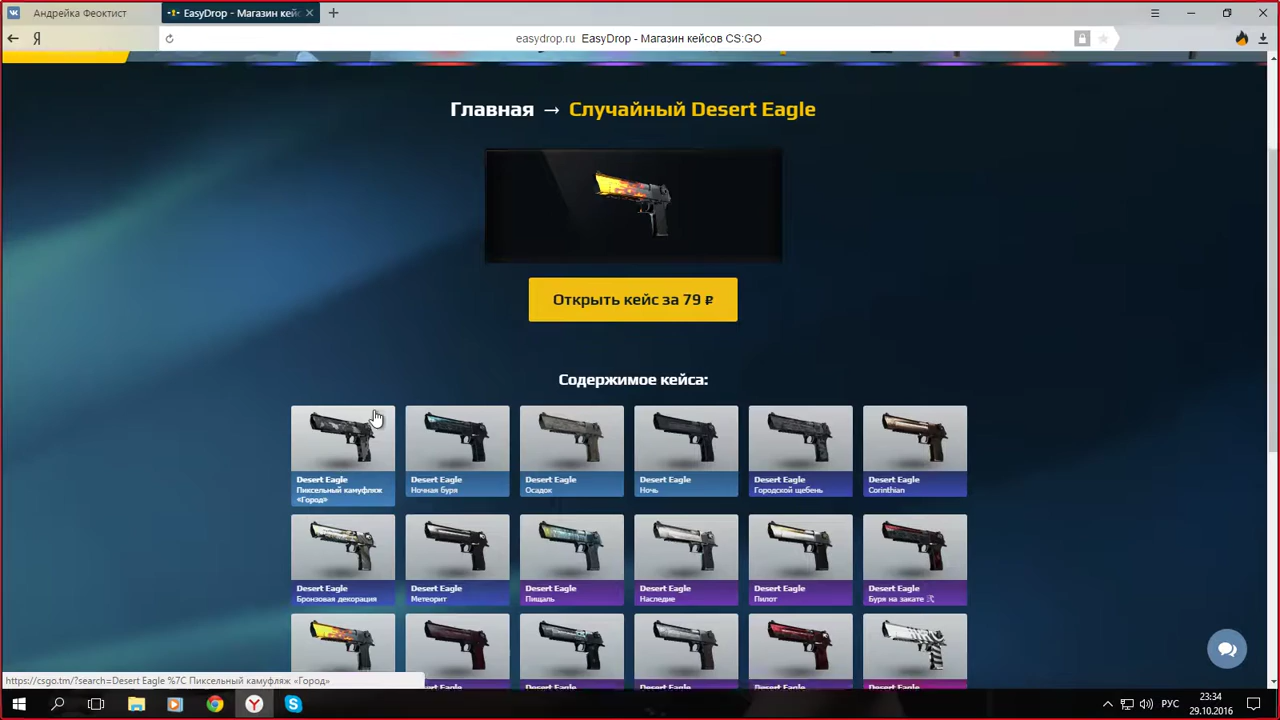 Андрейка Феоктист
EasyDrop - Магазин кей
Я
easydrop.ru EasyDrop - Магазин кейсов CS:GO
Главная → Случайный Desert Eagle
Открыть кейс за 79 ₽
Содержимое кейса:
Desert Eagle
Пиксельный камуфляж
«Город»
Desert Eagle
Ночная буря
Desert Eagle
Осадок
Desert Eagle
Ночь
Desert Eagle
Городской щебень
Desert Eagle
Corinthian
Desert Eagle
Бронзовая декорация
Desert Eagle
Метеорит
Desert Eagle
Пищаль
Desert Eagle
Наследие
Desert Eagle
Пилот
Desert Eagle
Буря на закате 弐
https://csgo.tm/?search=Desert Eagle %7C Пиксельный камуфляж «Город»
РУС
23:34
29.10.2016